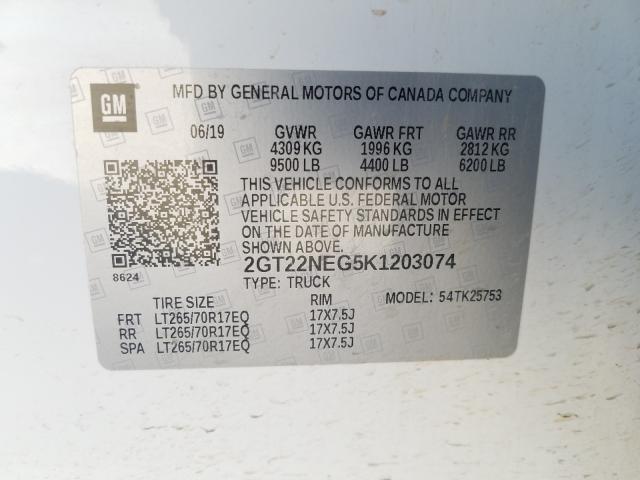 GM
MFD BY GENERAL MOTORS OF CANADA COMPANY
06/19 GVWR GAWR FRT GAWR RR
4309 KG 1996 KG 2812 KG
9500 LB 4400 LB 6200 LB
THIS VEHICLE CONFORMS TO ALL
APPLICABLE U.S. FEDERAL MOTOR
VEHICLE SAFETY STANDARDS IN EFFECT
ON THE DATE OF MANUFACTURE
SHOWN ABOVE.
8624
2GT22NEG5K1203074
TYPE: TRUCK MODEL: 54TK25753
TIRE SIZE RIM
FRT LT265/70R17EQ 17X7.5J
RR LT265/70R17EQ 17X7.5J
SPA LT265/70R17EQ 17X7.5J